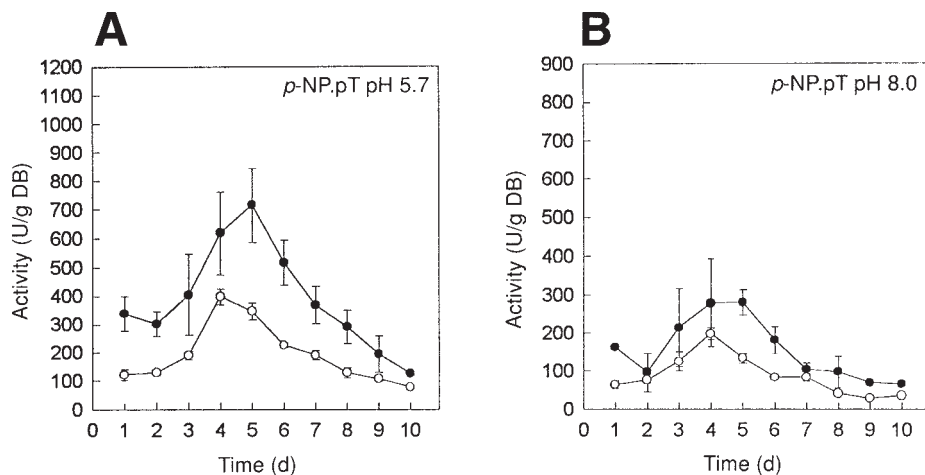 A
p-NP.pT pH 5.7
Activity (U/g DB)
1200
1100
1000
900
800
700
600
500
400
300
200
100
0
0 1 2 3 4 5 6 7 8 9 10
Time (d)
B
p-NP.pT pH 8.0
Activity (U/g DB)
900
800
700
600
500
400
300
200
100
0
0 1 2 3 4 5 6 7 8 9 10
Time (d)